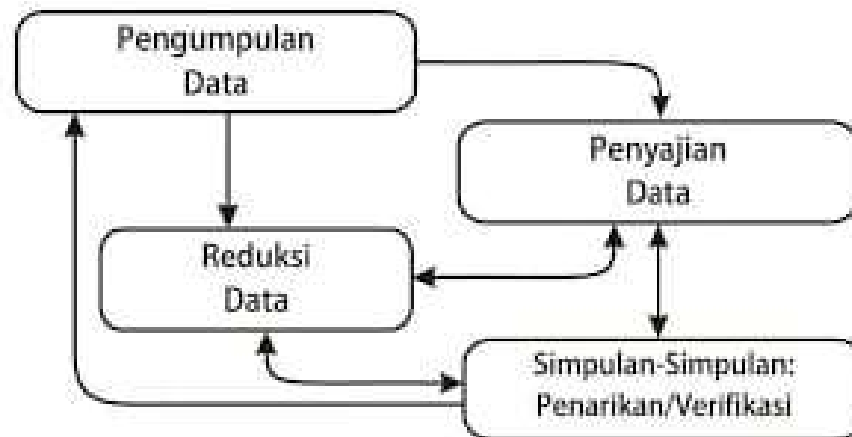 Pengumpulan
Data
Penyajian
Data
Reduksi
Data
Simpulan-Simpulan:
Penarikan/Verifikasi